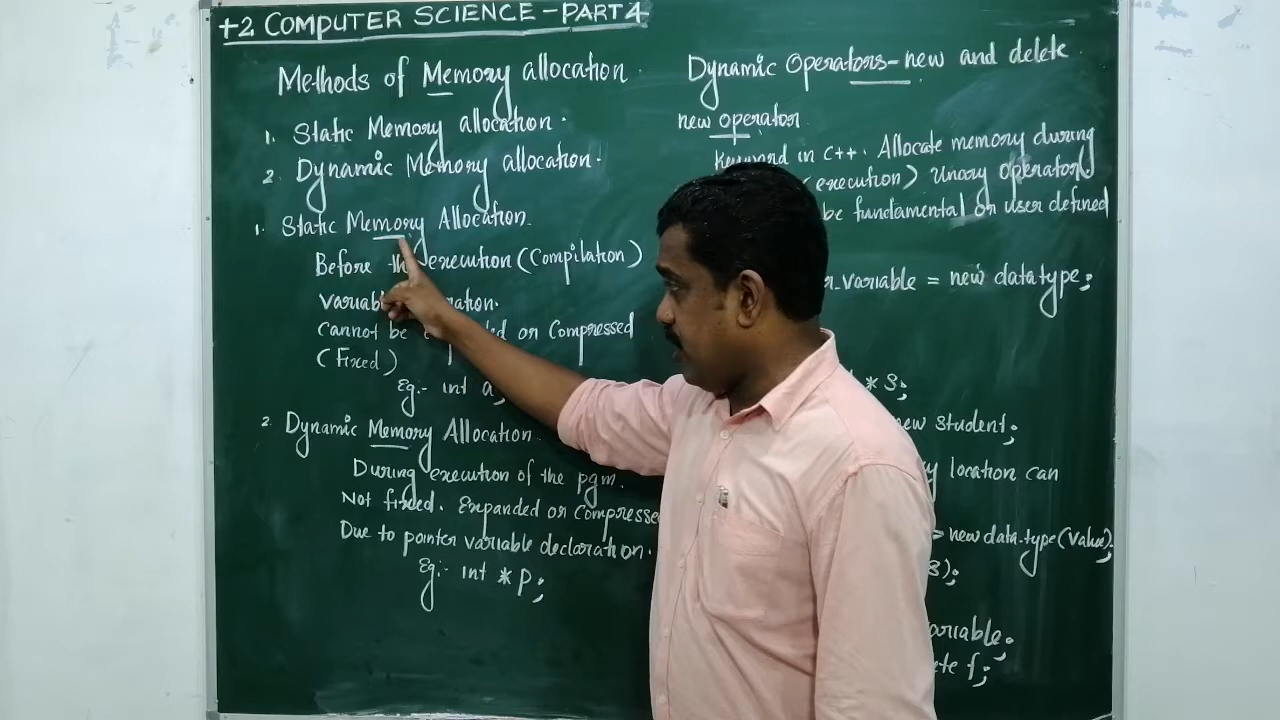 +2 COMPUTER SCIENCE - PART 4
Methods of Memory allocation.
1. Static Memory allocation.
2. Dynamic Memory allocation.
1. Static Memory Allocation.
Before the execution (Compilation)
cannot be or Compressed
(Fixed)
Eg:- int a;
2. Dynamic Memory Allocation.
During execution of the pgm.
Not fixed. Expanded or Compressed
Due to pointer variable declaration.
Eg:- int *p;
Dynamic Operators - new and delete
new operator.
Keyword in C++. Allocate memory during
(execution) Unary operator.
be fundamental or user defined
variable = new datatype;
* S;
new student;
location can
= new data-type (value);
);
variable.
f;